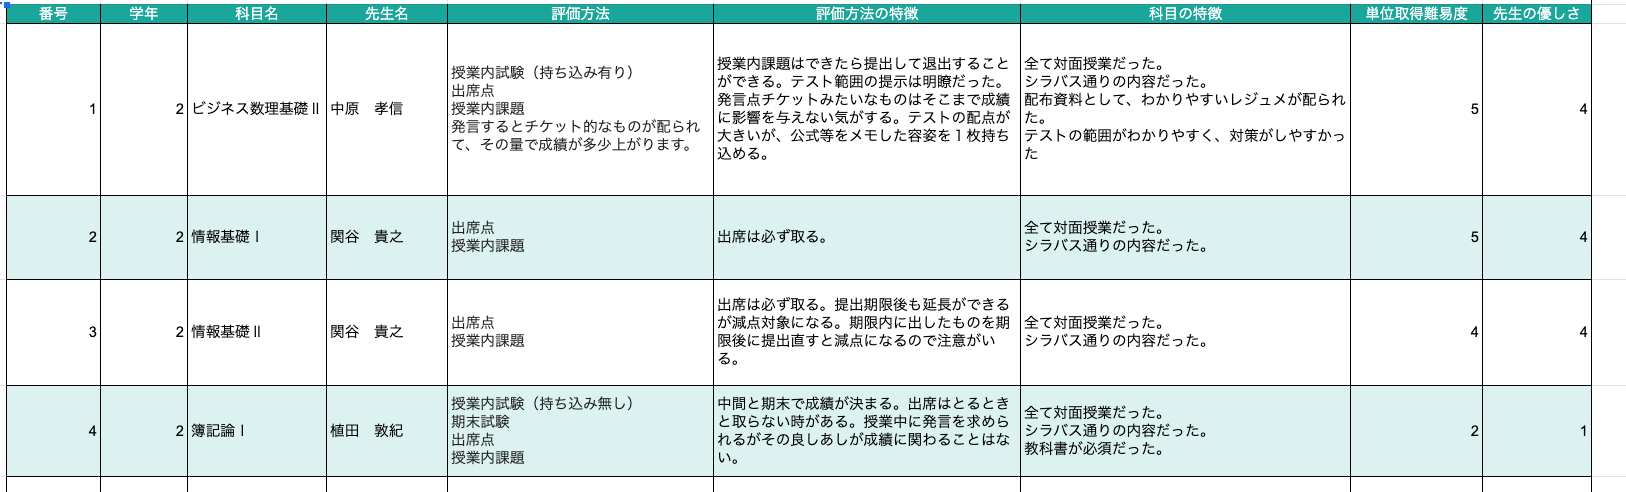 番号 学年 科目名 先生名 評価方法 評価方法の特徴 科目の特徴 単位取得難易度 先生の優しさ
1 2 ビジネス数理基礎Ⅱ 中原　孝信
授業内試験（持ち込み有り）
出席点
授業内課題
発言するとチケット的なものが配られ
て、その量で成績が多少上がります。
授業内課題はできたら提出して退出すること
ができる。テスト範囲の提示は明瞭だった。
発言点チケットみたいなものはそこまで成績
に影響を与えない気がする。テストの配点が
大きいが、公式等をメモした容姿を１枚持ち
込める。
全て対面授業だった。
シラバス通りの内容だった。
配布資料として、わかりやすいレジュメが配られ
た。
テストの範囲がわかりやすく、対策がしやすかっ
た
5 4
2 2 情報基礎Ⅰ 関谷　貴之
出席点
授業内課題
出席は必ず取る。
全て対面授業だった。
シラバス通りの内容だった。
5 4
3 2 情報基礎Ⅱ 関谷　貴之
出席点
授業内課題
出席は必ず取る。提出期限後も延長ができる
が減点対象になる。期限内に出したものを期
限後に提出直すと減点になるので注意がい
る。
全て対面授業だった。
シラバス通りの内容だった。
4 4
4 2 簿記論Ⅰ 植田　敦紀
授業内試験（持ち込み無し）
期末試験
出席点
授業内課題
中間と期末で成績が決まる。出席はとるとき
と取らない時がある。授業中に発言を求めら
れるがその良しあしが成績に関わることはな
い。
全て対面授業だった。
シラバス通りの内容だった。
教科書が必須だった。
2 1